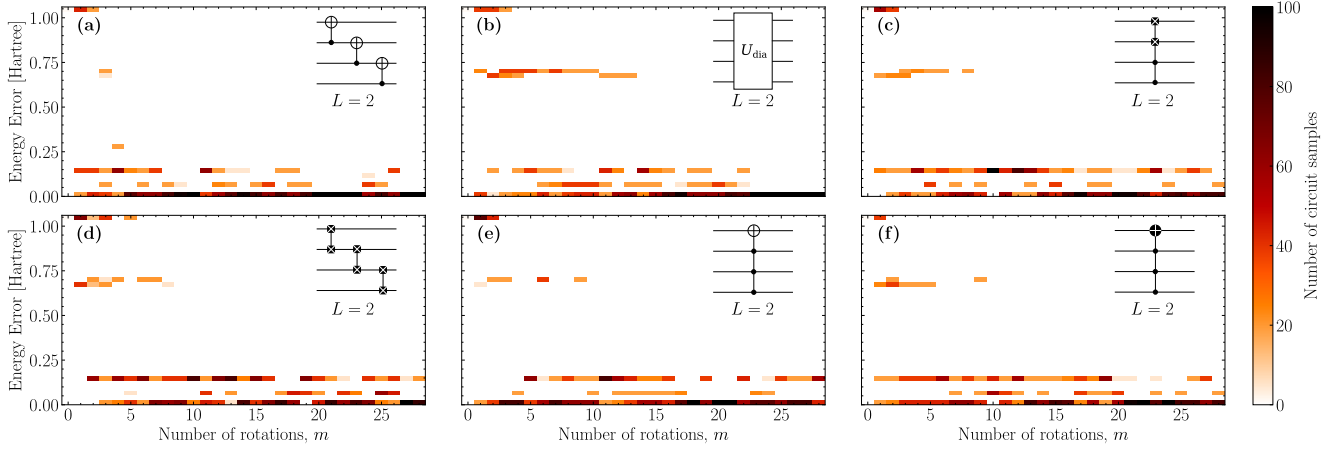 (a)
L = 2
(b)
U_dia
L = 2
(c)
L = 2
(d)
L = 2
(e)
L = 2
(f)
L = 2
Energy Error [Hartree]
1.00
0.75
0.50
0.25
0.00
Energy Error [Hartree]
1.00
0.75
0.50
0.25
0.00
0 5 10 15 20 25
Number of rotations, m
0 5 10 15 20 25
Number of rotations, m
0 5 10 15 20 25
Number of rotations, m
100
80
60
40
20
0
Number of circuit samples